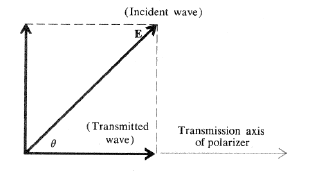 (Incident wave)
E
θ
(Transmitted
wave)
Transmission axis
of polarizer